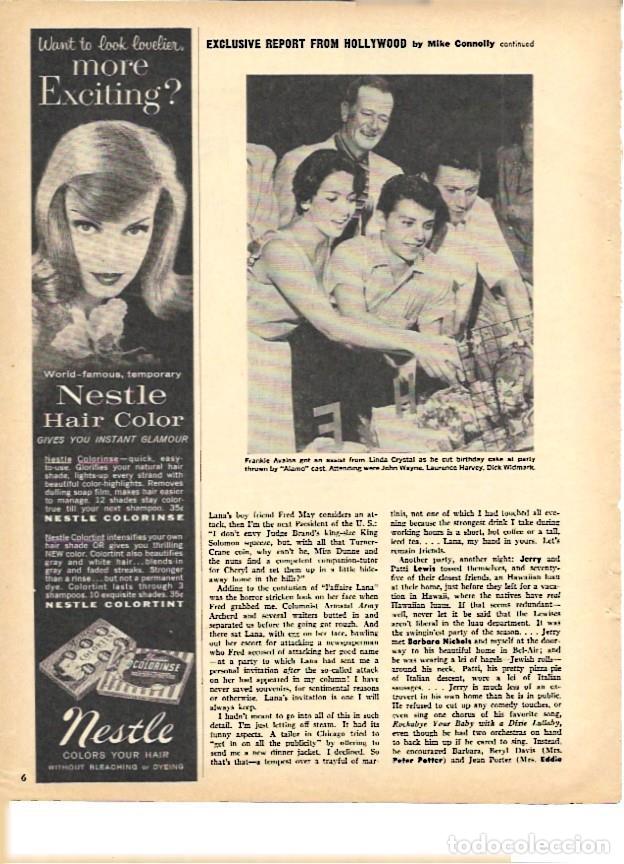 Want to look lovelier,
more
Exciting?
World-famous, temporary
Nestle
Hair Color
GIVES YOU INSTANT GLAMOUR
Nestle Colorinse—quick, easy-
to-use. Glorifies your natural hair
shade, lights-up every strand with
beautiful color-highlights. Removes
dulling soap film, makes hair easier
to manage. 12 shades stay color-
true till your next shampoo. 35¢
NESTLE COLORINSE
Nestle Colortint intensifies your own
hair shade OR gives you thrilling
NEW color. Colortint also beautifies
gray and white hair...blends-in
gray and faded streaks. Stronger
than a rinse...but not a permanent
dye. Colortint lasts through 3
shampoos. 10 exquisite shades. 35¢
NESTLE COLORTINT
COLORINSE
Nestle
COLORS YOUR HAIR
WITHOUT BLEACHING or DYEING
6
EXCLUSIVE REPORT FROM HOLLYWOOD by Mike Connolly continued
Frankie Avalon got an assist from Linda Crystal as he cut birthday cake at party
thrown by "Alamo" cast. Attending were John Wayne, Laurence Harvey, Dick Widmark.
Lana's boy friend Fred May considers an at-
tack, then I'm the next President of the U. S.:
"I don't envy Judge Brand's king-size King
Solomon squeeze, but, with all that Turner-
Crane coin, why can't he, Miss Dunne and
the nuns find a competent companion-tutor
for Cheryl and set them up in a little hide-
away home in the hills?"
Adding to the confusion of "l'affaire Lana"
was the horror stricken look on her face when
Fred grabbed me. Columnist Armand Army
Archerd and several waiters butted in and
separated us before the going got rough. And
there sat Lana, with egg on her face, bawling
out her escort for attacking a newspaperman
who Fred accused of attacking her good name
—at a party to which Lana had sent me a
personal invitation after the so-called attack
on her had appeared in my column! I have
never saved souvenirs, for sentimental reasons
or otherwise. Lana's invitation is one I will
always keep.
I hadn't meant to go into all of this in such
detail. I'm just letting off steam. It had its
funny aspects. A tailor in Chicago tried to
"get in on all the publicity" by offering to
send me a new dinner jacket. I declined. So
that's that—a tempest over a trayful of mar-
tinis, not one of which I had touched all eve-
ning because the strongest drink I take during
working hours is a short, hot coffee or a tall,
iced tea. . . . Lana, my hand in yours. Let's
remain friends.
Another party, another night: Jerry and
Patti Lewis tossed themselves, and seventy-
five of their closest friends, an Hawaiian luau
at their home, just before they left for a vaca-
tion in Hawaii, where the natives have real
Hawaiian luaus. If that seems redundant—
well, never let it be said that the Lewises
aren't liberal in the luau department. It was
the swingin'est party of the season. . . . Jerry
met Barbara Nichols and myself at the door-
way to his beautiful home in Bel-Air; and
he was wearing a lei of bagels—Jewish rolls—
around his neck. Patti, his pretty pizza-pie
of Italian descent, wore a lei of Italian
sausages. . . . Jerry is much less of an ex-
trovert in his own home than he is in public.
He refused to cut up any comedy touches, or
even sing one chorus of his favorite song,
Rockabye Your Baby with a Dixie Lullaby,
even though he had two orchestras on hand
to back him up if he cared to sing. Instead,
he encouraged Barbara, Beryl Davis (Mrs.
Peter Potter) and Jean Porter (Mrs. Eddie
todocoleccion